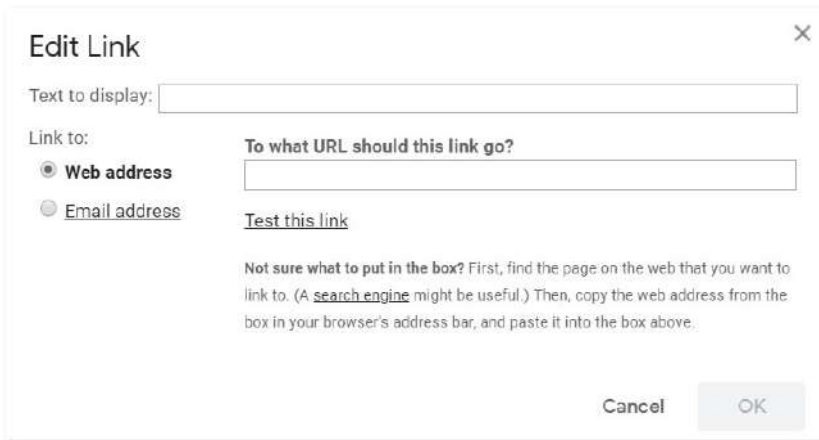 Edit Link
Text to display:
Link to:
Web address
Email address
To what URL should this link go?
Test this link
Not sure what to put in the box? First, find the page on the web that you want to
link to. (A search engine might be useful.) Then, copy the web address from the
box in your browser's address bar, and paste it into the box above.
Cancel
OK